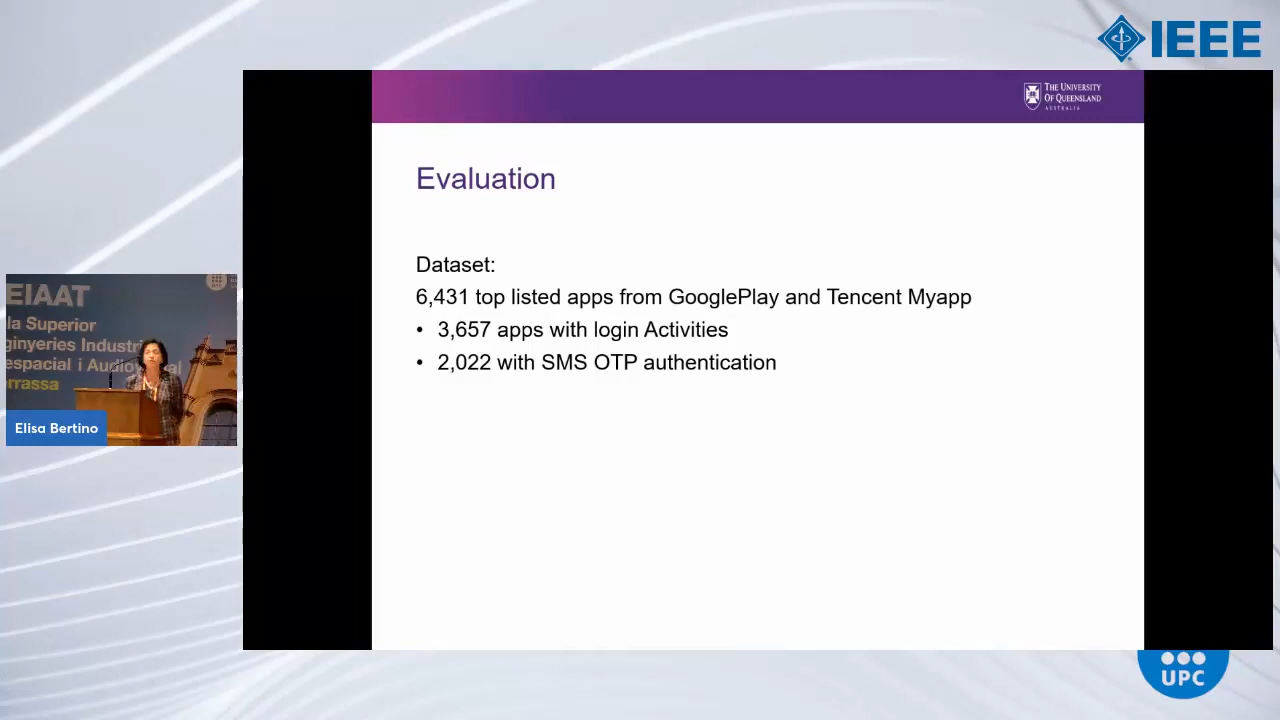 IEEE
THE UNIVERSITY
OF QUEENSLAND
AUSTRALIA
Evaluation
Dataset:
6,431 top listed apps from GooglePlay and Tencent Myapp
• 3,657 apps with login Activities
• 2,022 with SMS OTP authentication
EIAAT
la Superior
ginyeries Industri
espacial i Audiov
al
rrassa
Elisa Bertino
UPC